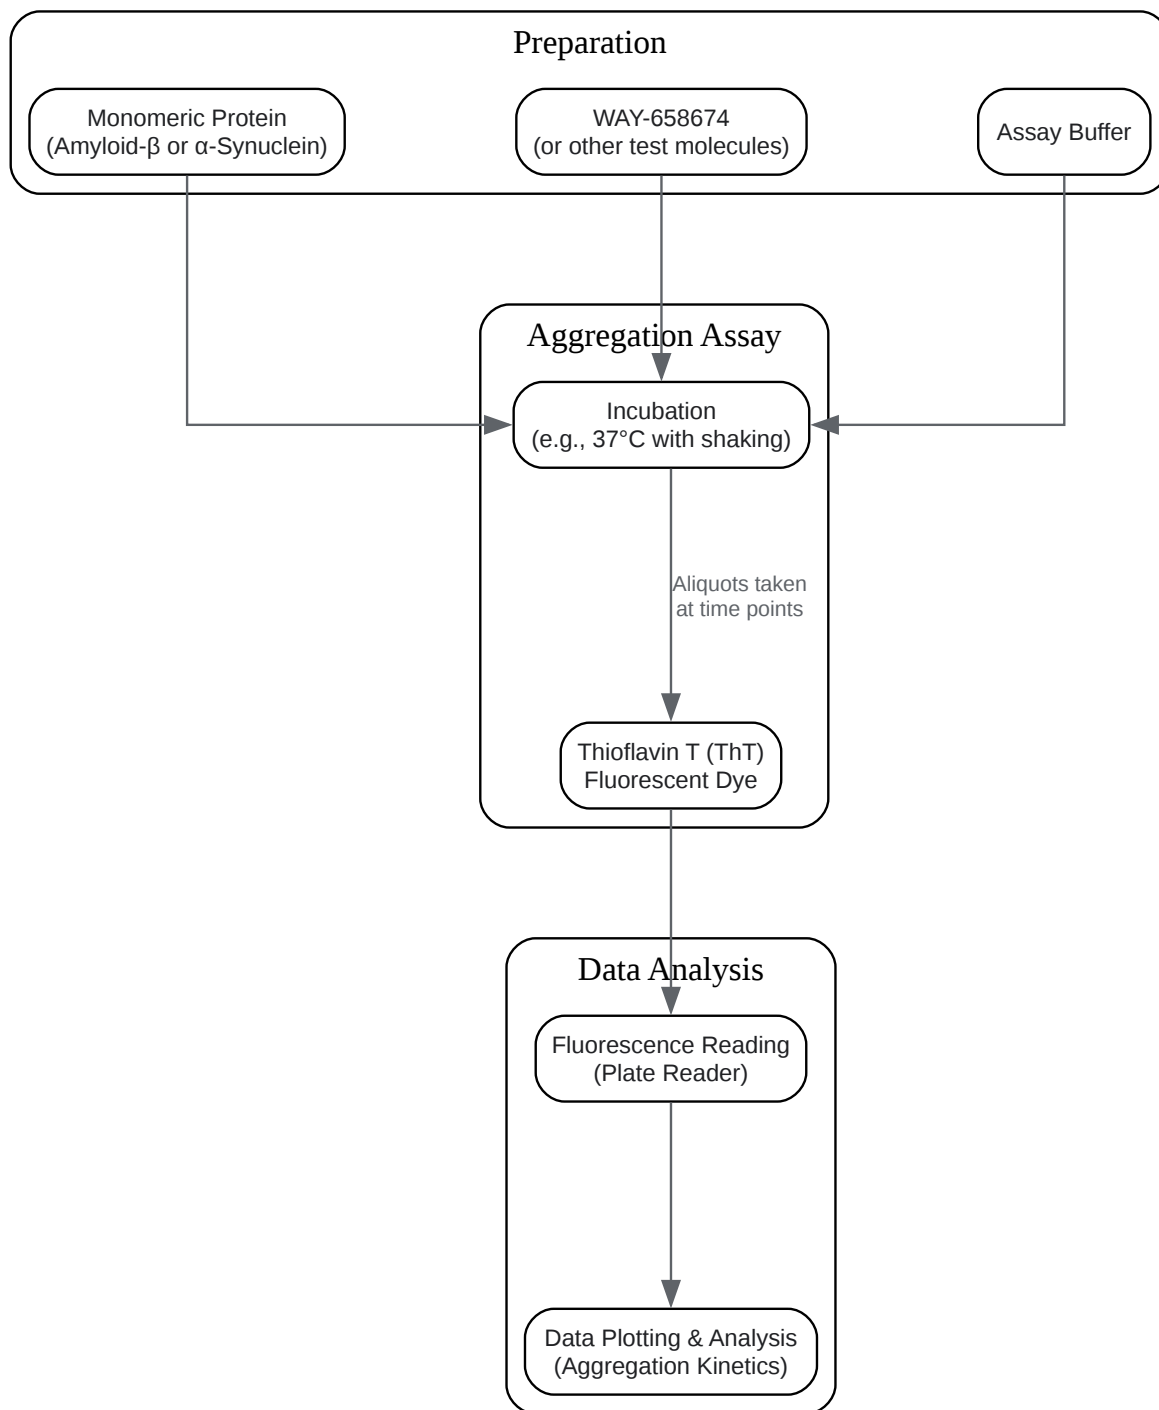 Preparation
Monomeric Protein
(Amyloid-β or α-Synuclein)
WAY-658674
(or other test molecules)
Assay Buffer
Aggregation Assay
Incubation
(e.g., 37°C with shaking)
Aliquots taken
at time points
Thioflavin T (ThT)
Fluorescent Dye
Data Analysis
Fluorescence Reading
(Plate Reader)
Data Plotting & Analysis
(Aggregation Kinetics)